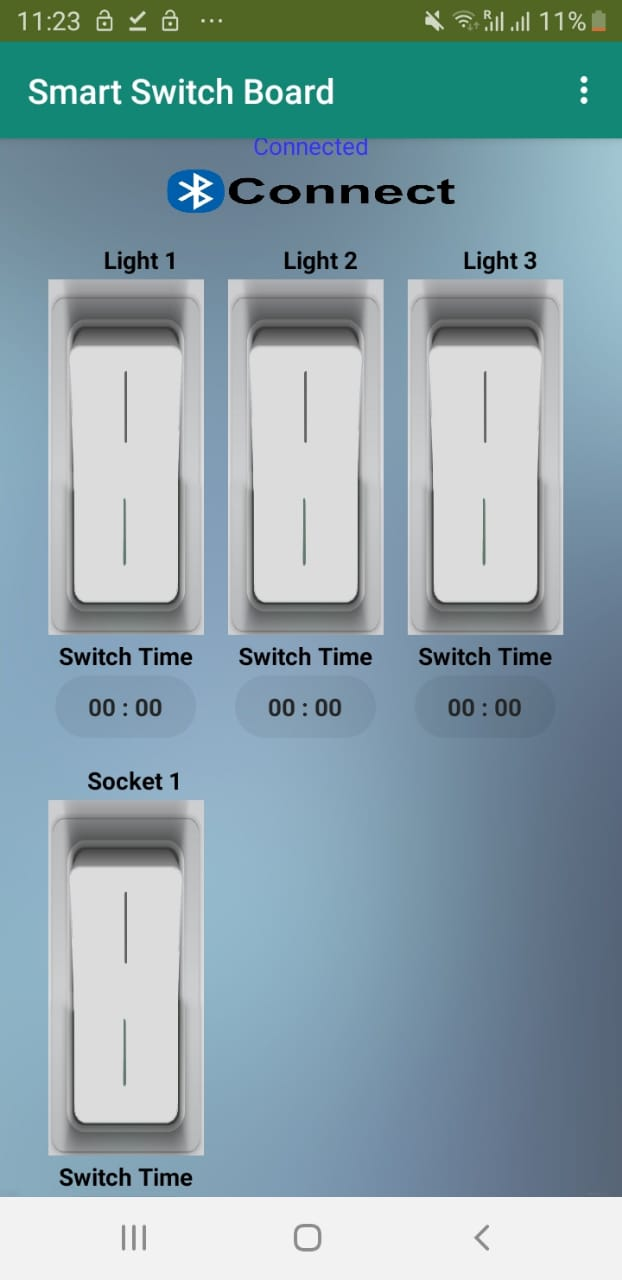 11:23 11%
Smart Switch Board
Connected
Connect
Light 1 Light 2 Light 3
Switch Time Switch Time Switch Time
00 : 00 00 : 00 00 : 00
Socket 1
Switch Time